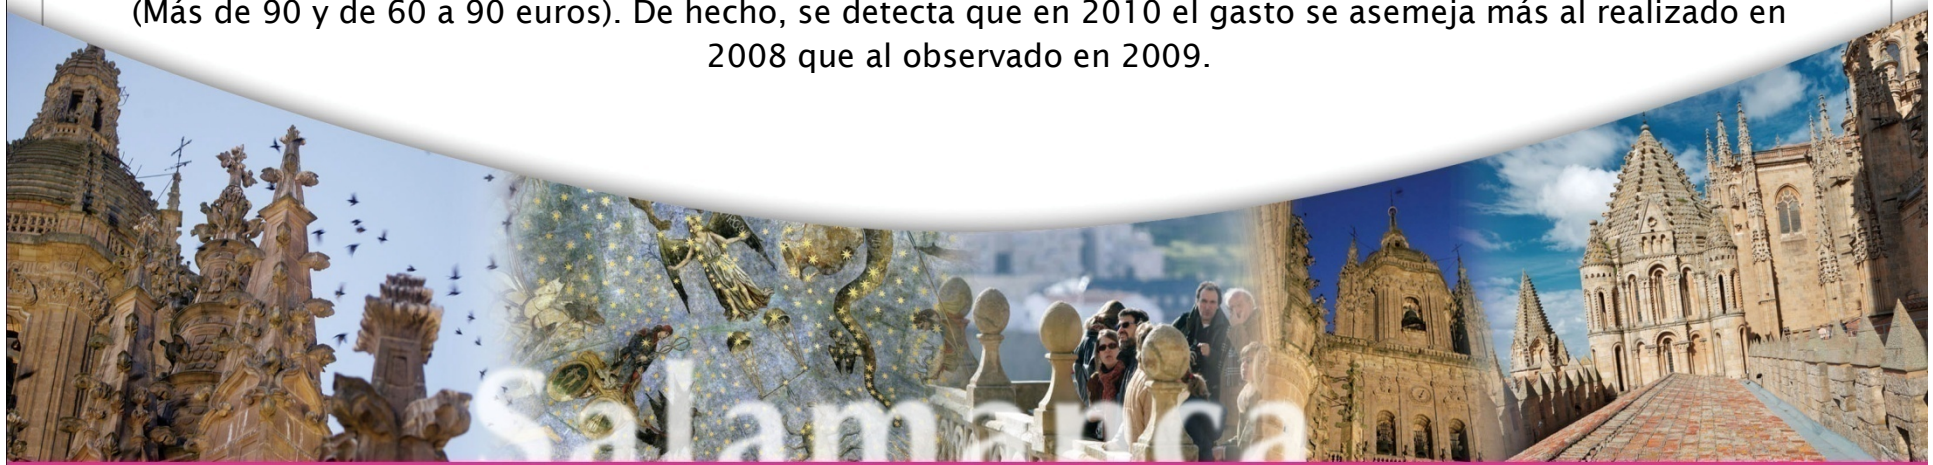 (Más de 90 y de 60 a 90 euros). De hecho, se detecta que en 2010 el gasto se asemeja más al realizado en
2008 que al observado en 2009.
Salamanca